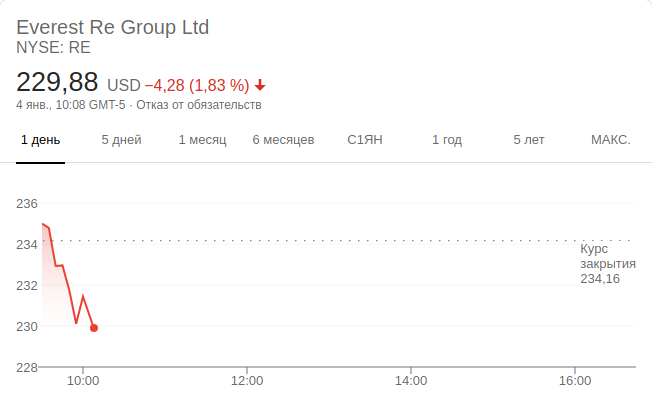 Everest Re Group Ltd
NYSE: RE
229,88 USD −4,28 (1,83 %)
4 янв., 10:08 GMT-5 · Отказ от обязательств
1 день 5 дней 1 месяц 6 месяцев С1ЯН 1 год 5 лет МАКС.
236
234
Курс
закрытия
234,16
232
230
228
10:00 12:00 14:00 16:00